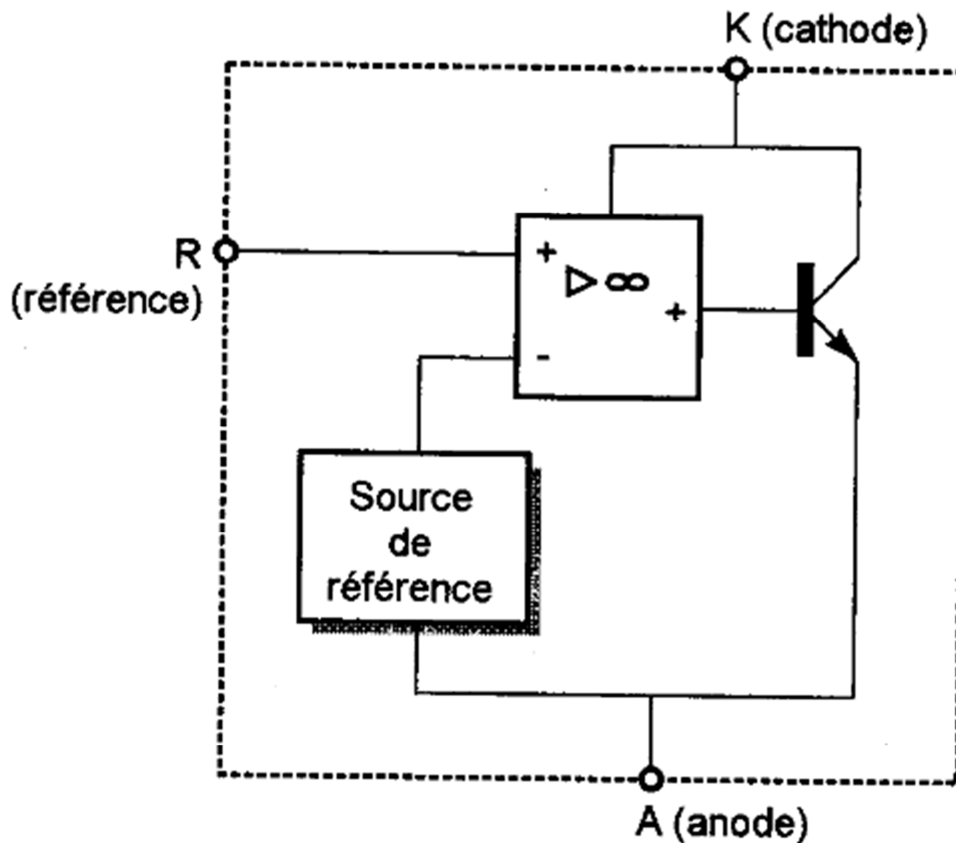 K (cathode)
R
(référence)
+
▷ ∞
+
-
Source
de
référence
A (anode)